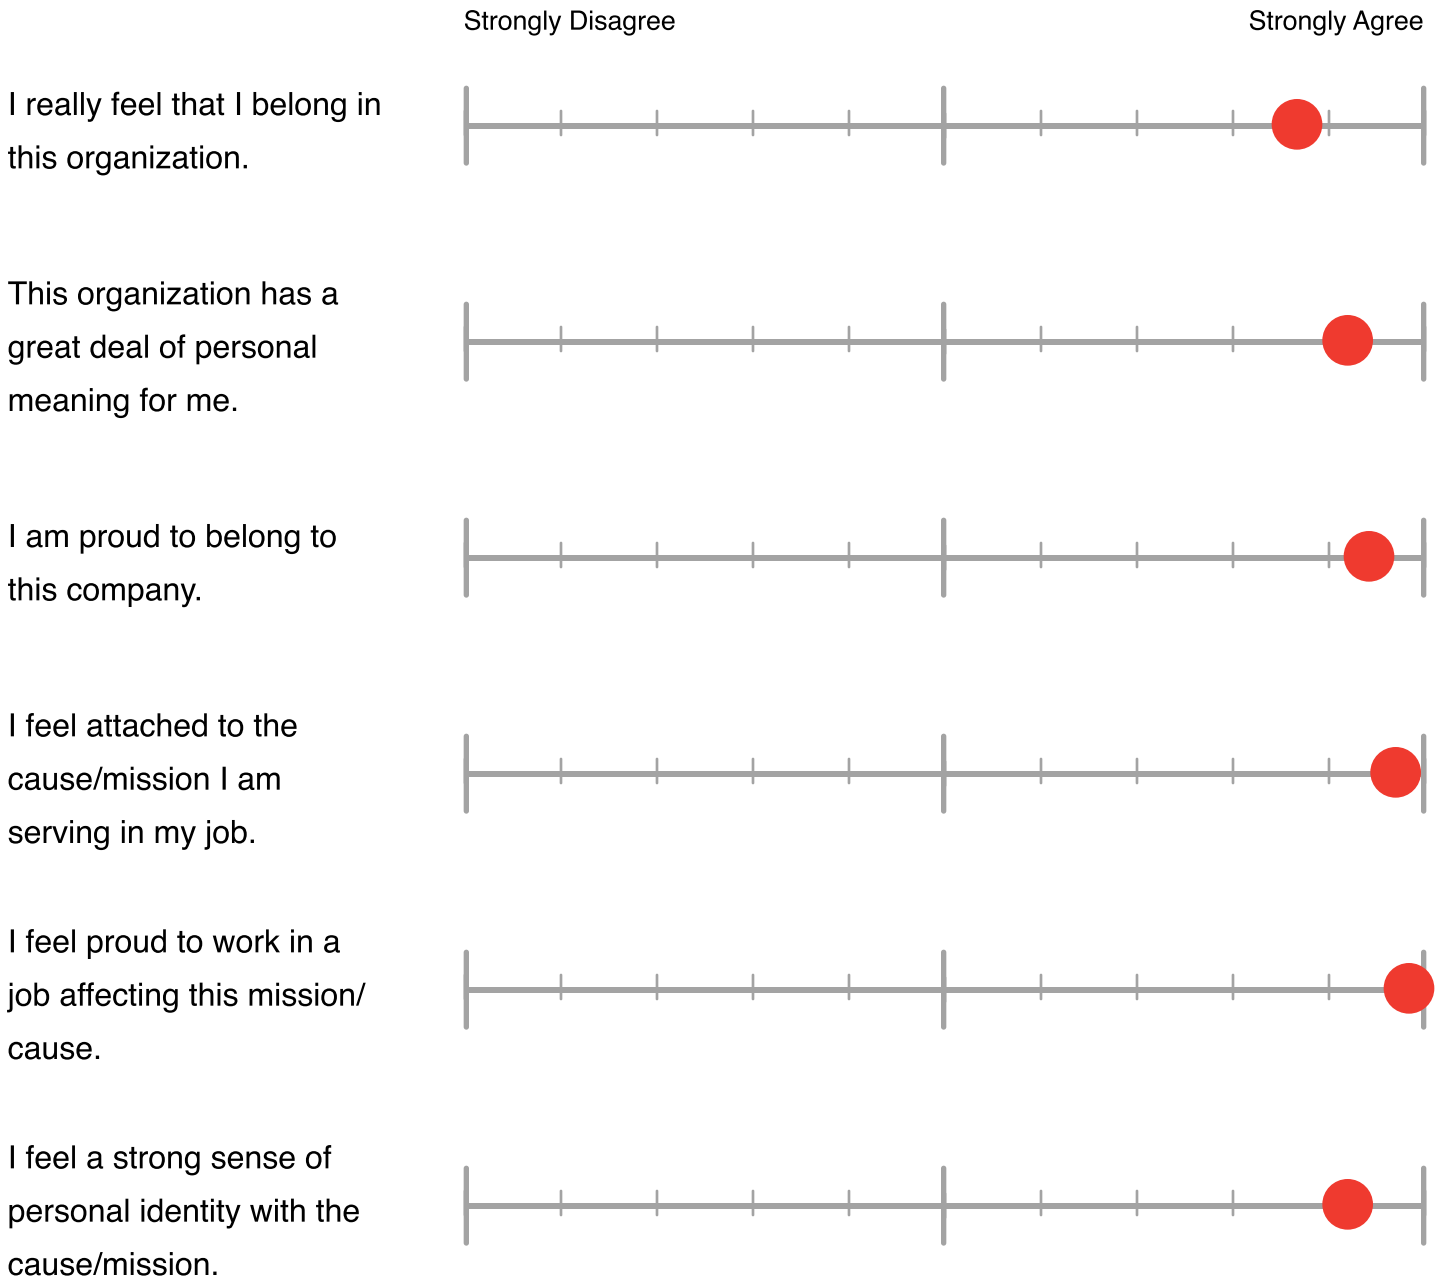 Strongly Disagree
Strongly Agree
I really feel that I belong in
this organization.
This organization has a
great deal of personal
meaning for me.
I am proud to belong to
this company.
I feel attached to the
cause/mission I am
serving in my job.
I feel proud to work in a
job affecting this mission/
cause.
I feel a strong sense of
personal identity with the
cause/mission.